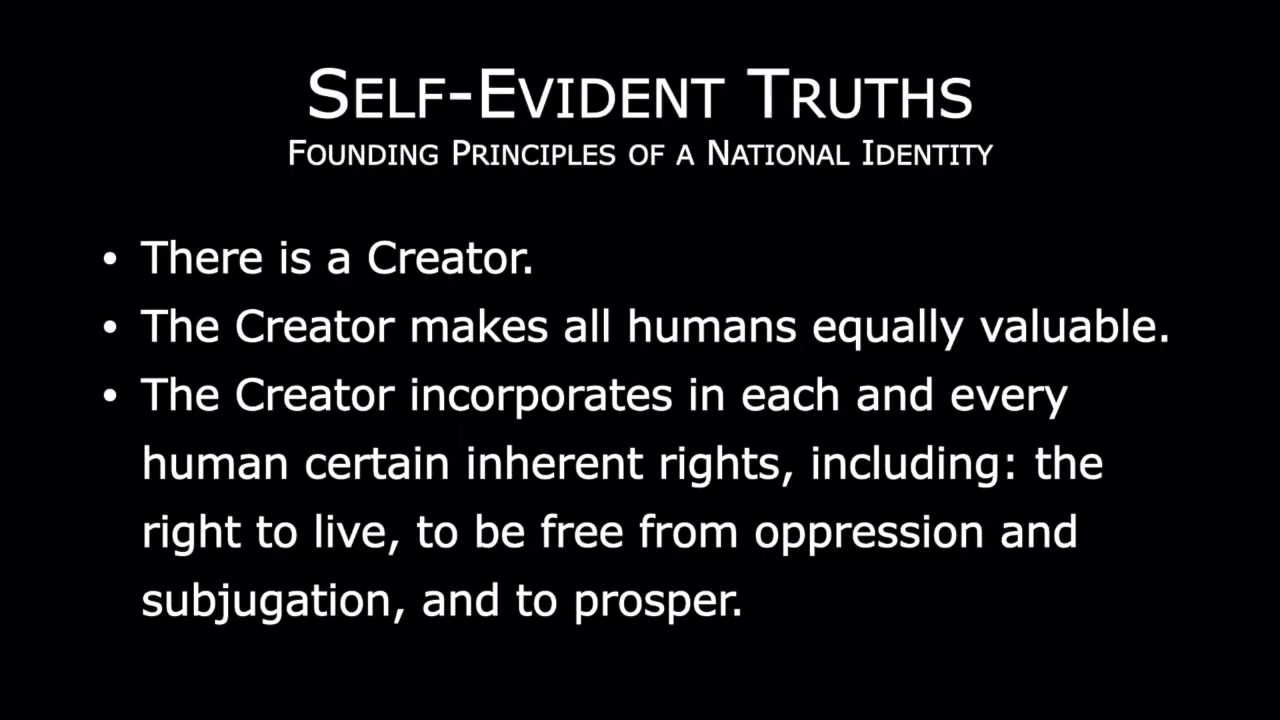 SELF-EVIDENT TRUTHS
FOUNDING PRINCIPLES OF A NATIONAL IDENTITY
• There is a Creator.
• The Creator makes all humans equally valuable.
• The Creator incorporates in each and every
human certain inherent rights, including: the
right to live, to be free from oppression and
subjugation, and to prosper.